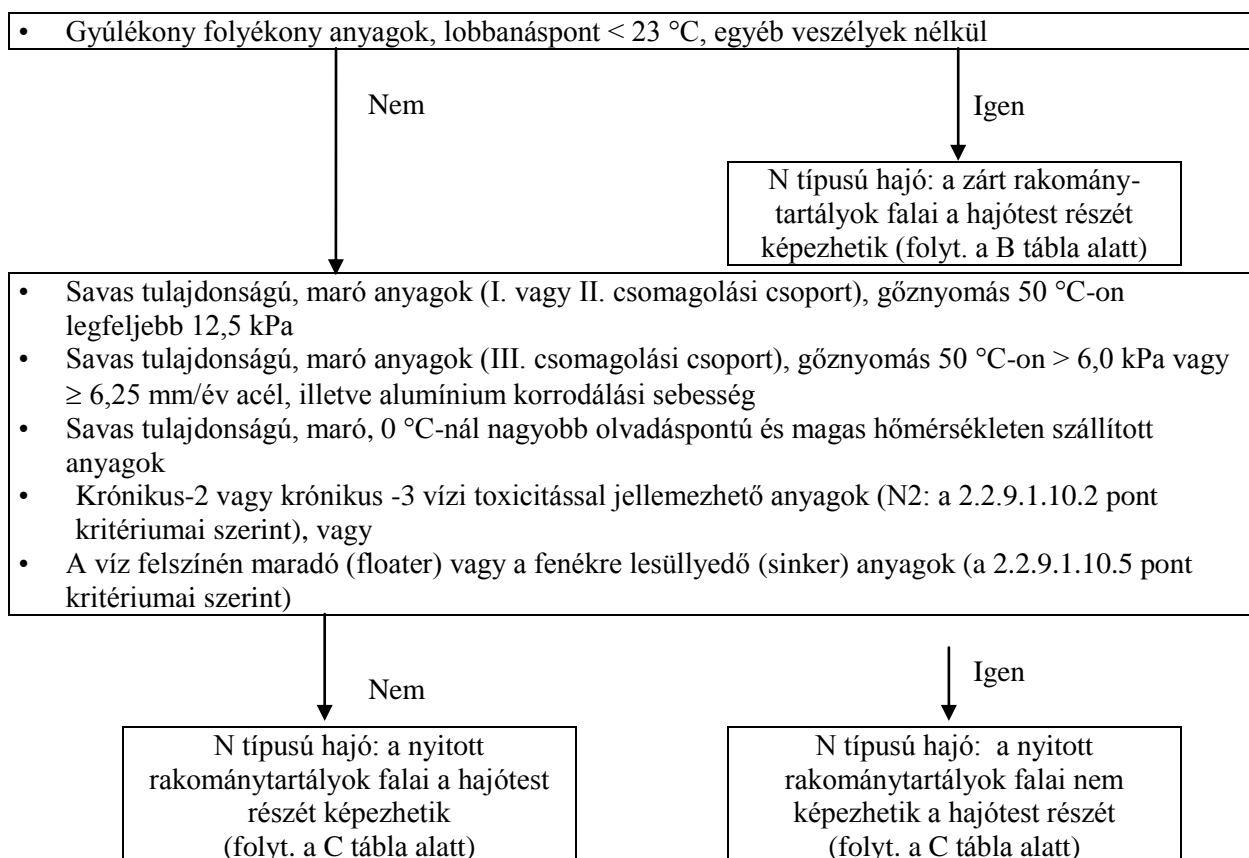 • Gyúlékony folyékony anyagok, lobbanáspont < 23 °C, egyéb veszélyek nélkül
Nem
Igen
N típusú hajó: a zárt rakomány-
tartályok falai a hajótest részét
képezhetik (folyt. a B tábla alatt)
• Savas tulajdonságú, maró anyagok (I. vagy II. csomagolási csoport), gőznyomás 50 °C-on
legfeljebb 12,5 kPa
• Savas tulajdonságú, maró anyagok (III. csomagolási csoport), gőznyomás 50 °C-on > 6,0 kPa vagy
≥ 6,25 mm/év acél, illetve alumínium korrodálási sebesség
• Savas tulajdonságú, maró, 0 °C-nál nagyobb olvadáspontú és magas hőmérsékleten szállított
anyagok
• Krónikus-2 vagy krónikus -3 vízi toxicitással jellemezhető anyagok (N2: a 2.2.9.1.10.2 pont
kritériumai szerint), vagy
• A víz felszínén maradó (floater) vagy a fenékre lesüllyedő (sinker) anyagok (a 2.2.9.1.10.5 pont
kritériumai szerint)
Nem
Igen
N típusú hajó: a nyitott
rakománytartályok falai a hajótest
részét képezhetik
(folyt. a C tábla alatt)
N típusú hajó: a nyitott
rakománytartályok falai nem
képezhetik a hajótest részét
(folyt. a C tábla alatt)